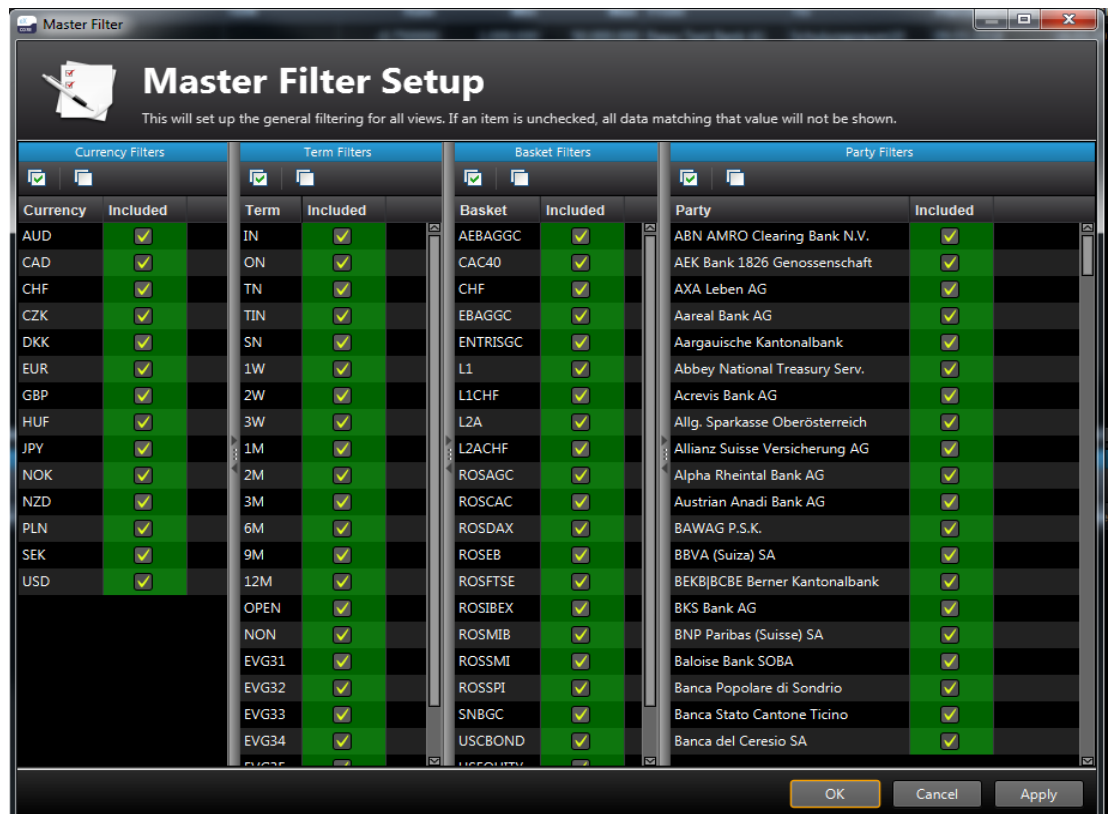 Master Filter
Master Filter Setup
This will set up the general filtering for all views. If an item is unchecked, all data matching that value will not be shown.
Currency Filters Term Filters Basket Filters Party Filters
Currency Included Term Included Basket Included Party Included
AUD IN AEBAGGC ABN AMRO Clearing Bank N.V.
CAD ON CAC40 AEK Bank 1826 Genossenschaft
CHF TN CHF AXA Leben AG
CZK TIN EBAGGC Aareal Bank AG
DKK SN ENTRISGC Aargauische Kantonalbank
EUR 1W L1 Abbey National Treasury Serv.
GBP 2W L1CHF Acrevis Bank AG
HUF 3W L2A Allg. Sparkasse Oberösterreich
JPY 1M L2ACHF Allianz Suisse Versicherung AG
NOK 2M ROSAGC Alpha Rheintal Bank AG
NZD 3M ROSCAC Austrian Anadi Bank AG
PLN 6M ROSDAX BAWAG P.S.K.
SEK 9M ROSEB BBVA (Suiza) SA
USD 12M ROSFTSE BEKB|BCBE Berner Kantonalbank
OPEN ROSIBEX BKS Bank AG
NON ROSMIB BNP Paribas (Suisse) SA
EVG31 ROSSMI Baloise Bank SOBA
EVG32 ROSSPI Banca Popolare di Sondrio
EVG33 SNBGC Banca Stato Cantone Ticino
EVG34 USCBOND Banca del Ceresio SA
OK Cancel Apply